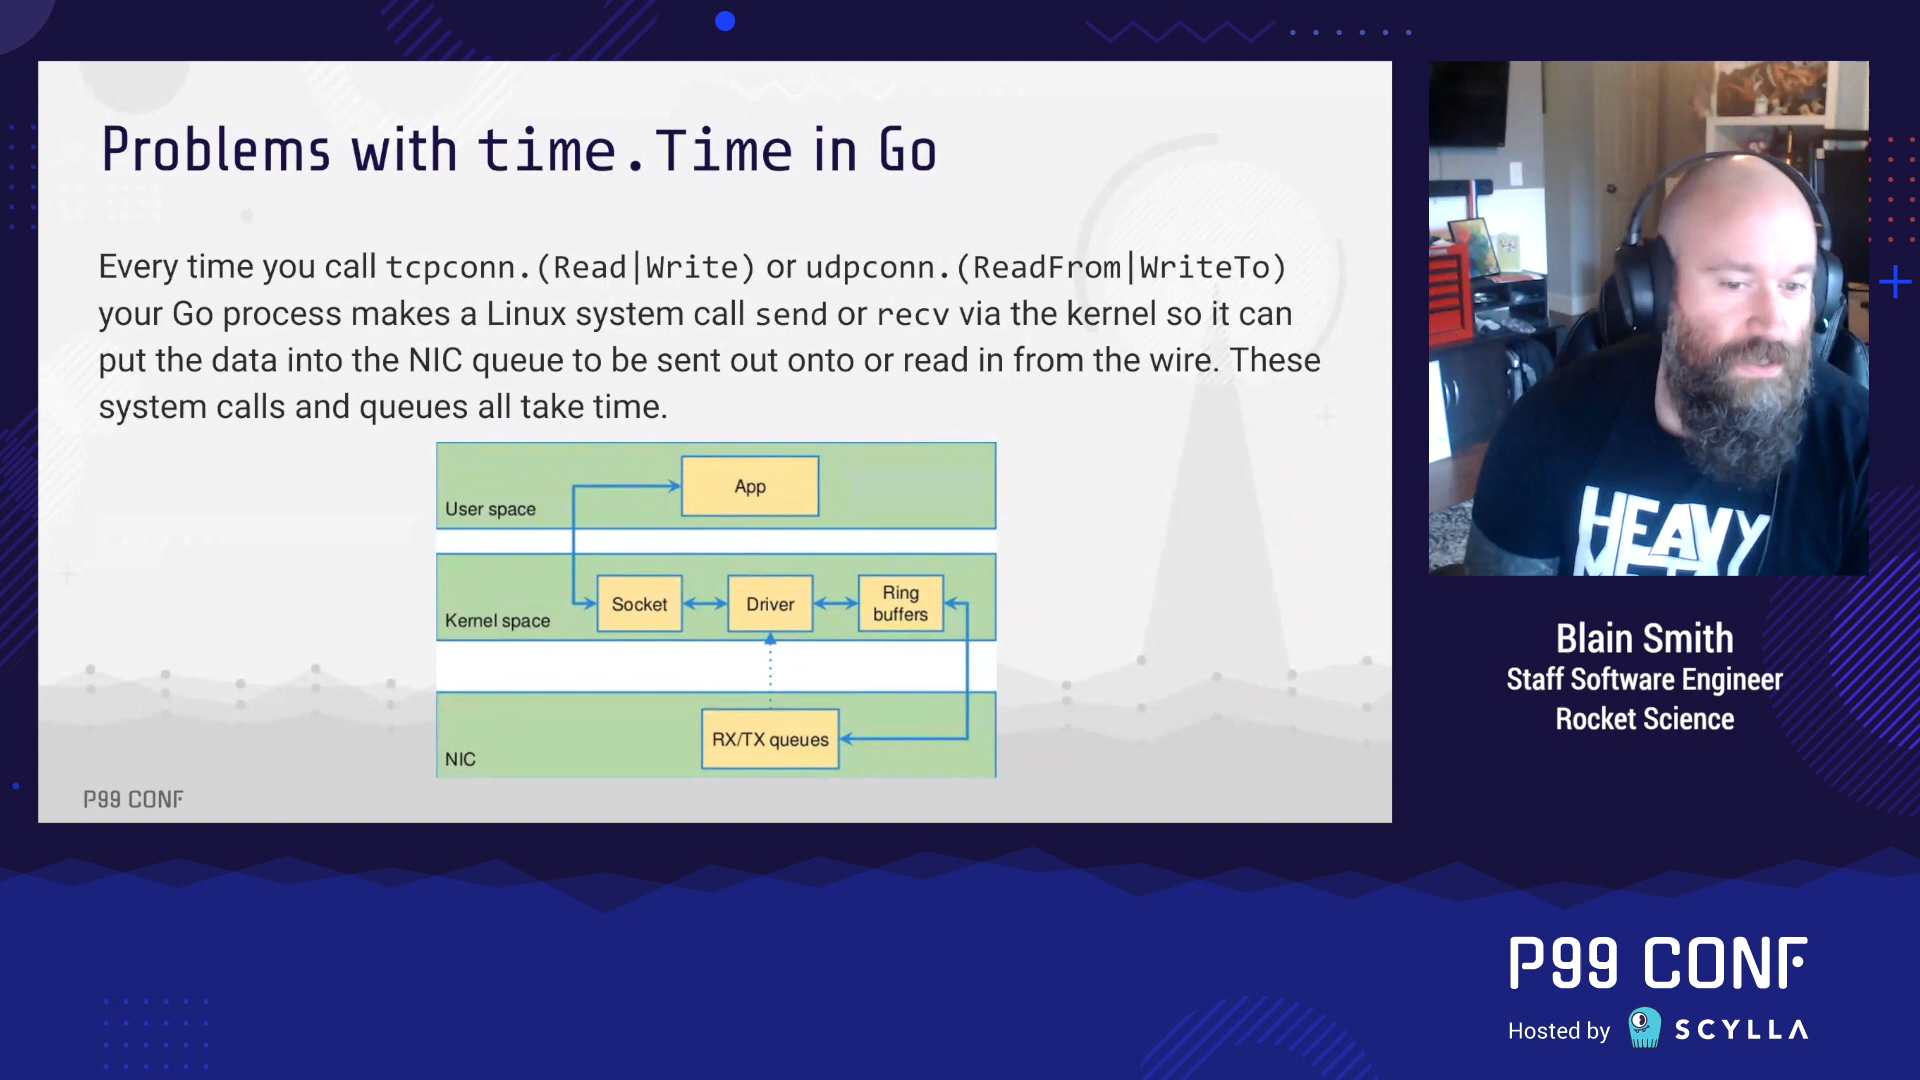 Problems with time.Time in Go
Every time you call tcpconn.(Read|Write) or udpconn.(ReadFrom|WriteTo)
your Go process makes a Linux system call send or recv via the kernel so it can
put the data into the NIC queue to be sent out onto or read in from the wire. These
system calls and queues all take time.
App
User space
Socket
Driver
Ring
buffers
Kernel space
RX/TX queues
NIC
P99 CONF
HEAVY
Blain Smith
Staff Software Engineer
Rocket Science
P99 CONF
Hosted by SCYLLA